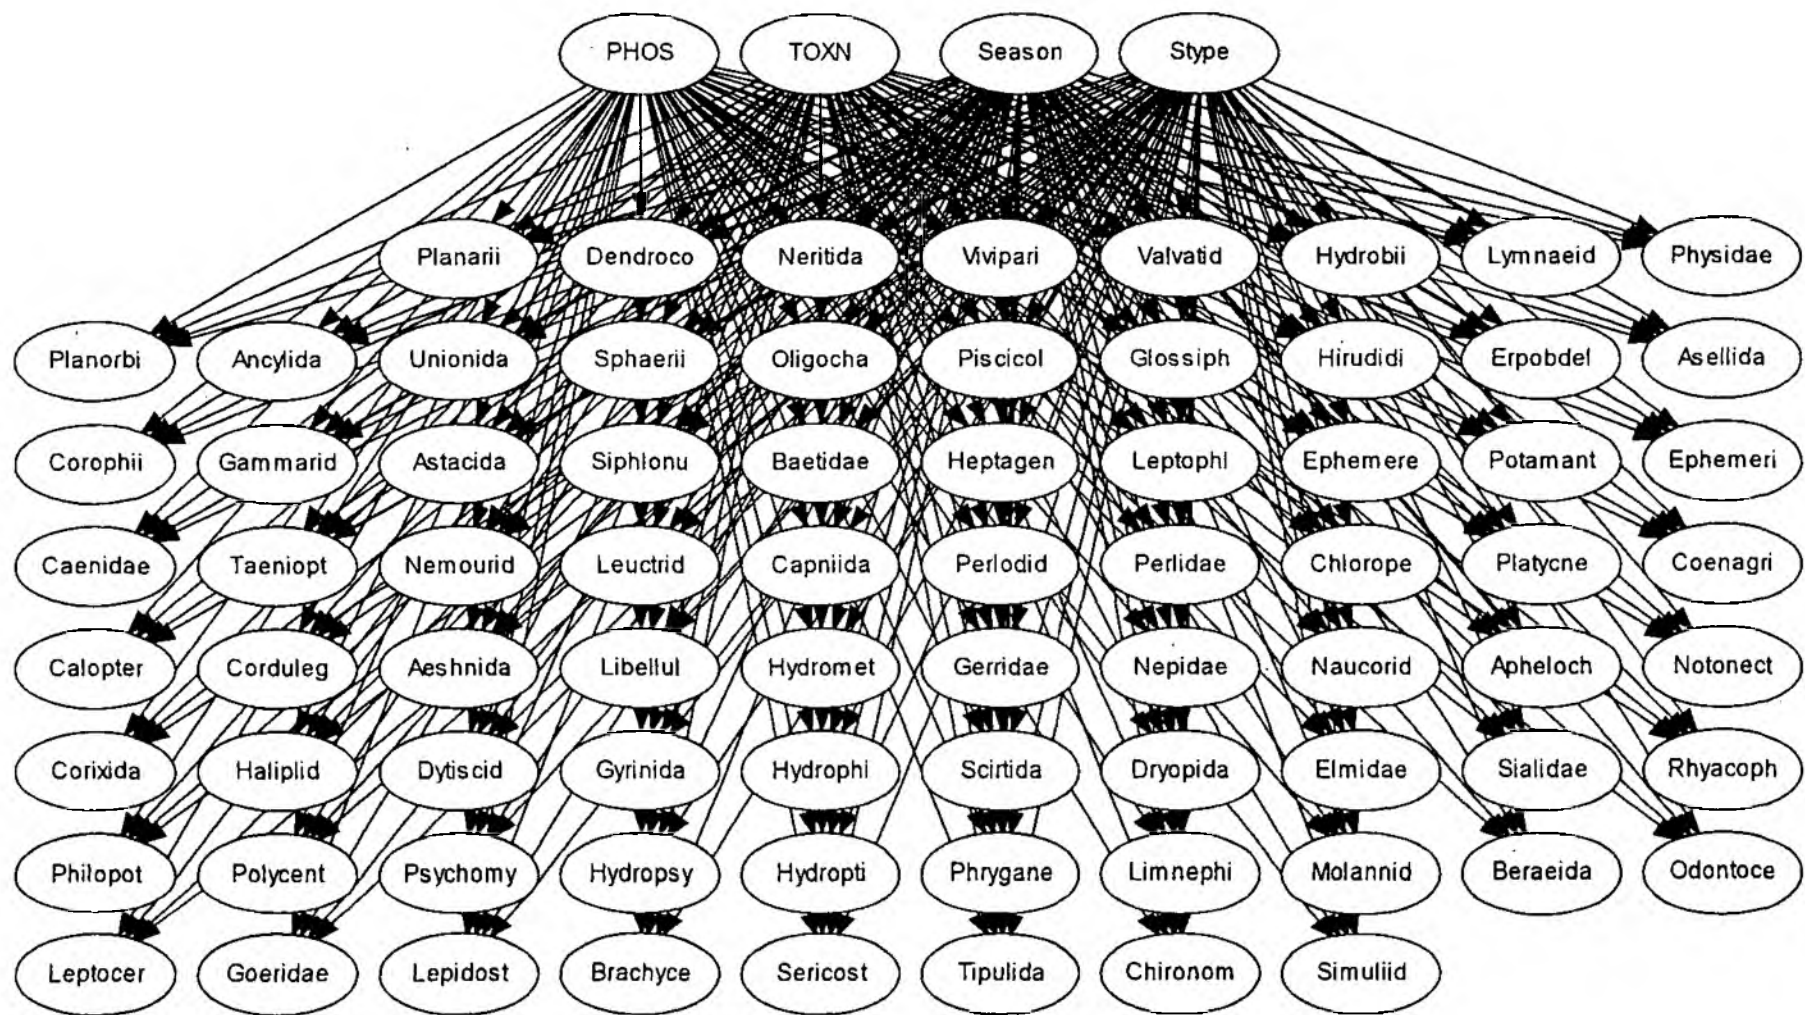 PHOS TOXN Season Stype
Planarii Dendroco Neritida Vivipari Valvatid Hydrobii Lymnaeid Physidae
Planorbi Ancylida Unionida Sphaerii Oligocha Piscicol Glossiph Hirudidi Erpobdel Asellida
Corophii Gammarid Astacida Siphlonu Baetidae Heptagen Leptophl Ephemere Potamant Ephemeri
Caenidae Taeniopt Nemourid Leuctrid Capniida Perlodid Perlidae Chlorope Platycne Coenagri
Calopter Corduleg Aeshnida Libellul Hydromet Gerridae Nepidae Naucorid Apheloch Notonect
Corixida Haliplid Dytiscid Gyrinida Hydrophi Scirtida Dryopida Elmidae Sialidae Rhyacoph
Philopot Polycent Psychomy Hydropsy Hydropti Phrygane Limnephi Molannid Beraeida Odontoce
Leptocer Goeridae Lepidost Brachyce Sericost Tipulida Chironom Simuliid